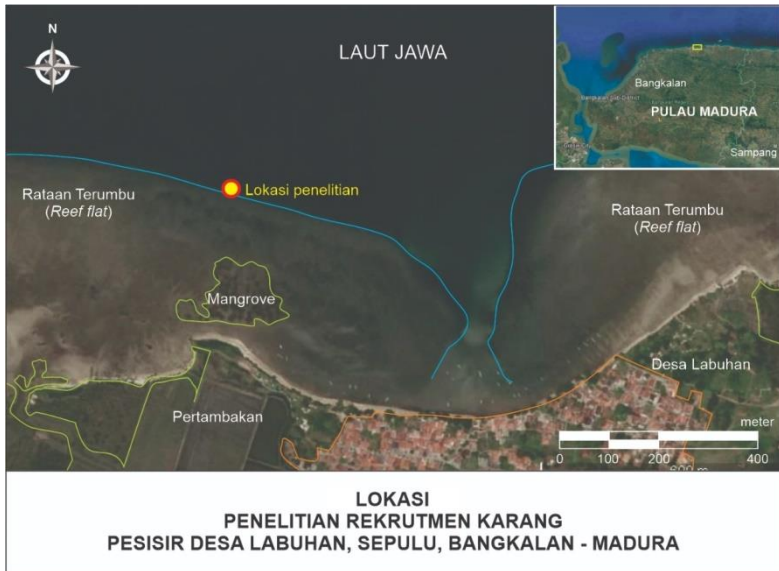 N
LAUT JAWA
Bangkalan
PULAU MADURA
Sampang
Lokasi penelitian
Rataan Terumbu
(Reef flat)
Rataan Terumbu
(Reef flat)
Mangrove
Desa Labuhan
Pertambakan
meter
0 100 200 400
LOKASI
PENELITIAN REKRUTMEN KARANG
PESISIR DESA LABUHAN, SEPULU, BANGKALAN - MADURA